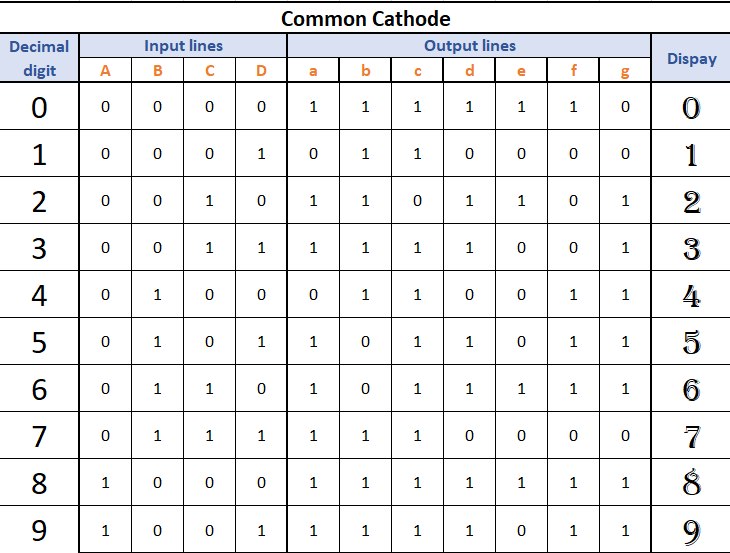 Common Cathode
Decimal digit Input lines Output lines Dispay
A B C D a b c d e f g
0 0 0 0 0 1 1 1 1 1 1 0 0
1 0 0 0 1 0 1 1 0 0 0 0 1
2 0 0 1 0 1 1 0 1 1 0 1 2
3 0 0 1 1 1 1 1 1 0 0 1 3
4 0 1 0 0 0 1 1 0 0 1 1 4
5 0 1 0 1 1 0 1 1 0 1 1 5
6 0 1 1 0 1 0 1 1 1 1 1 6
7 0 1 1 1 1 1 1 0 0 0 0 7
8 1 0 0 0 1 1 1 1 1 1 1 8
9 1 0 0 1 1 1 1 1 0 1 1 9